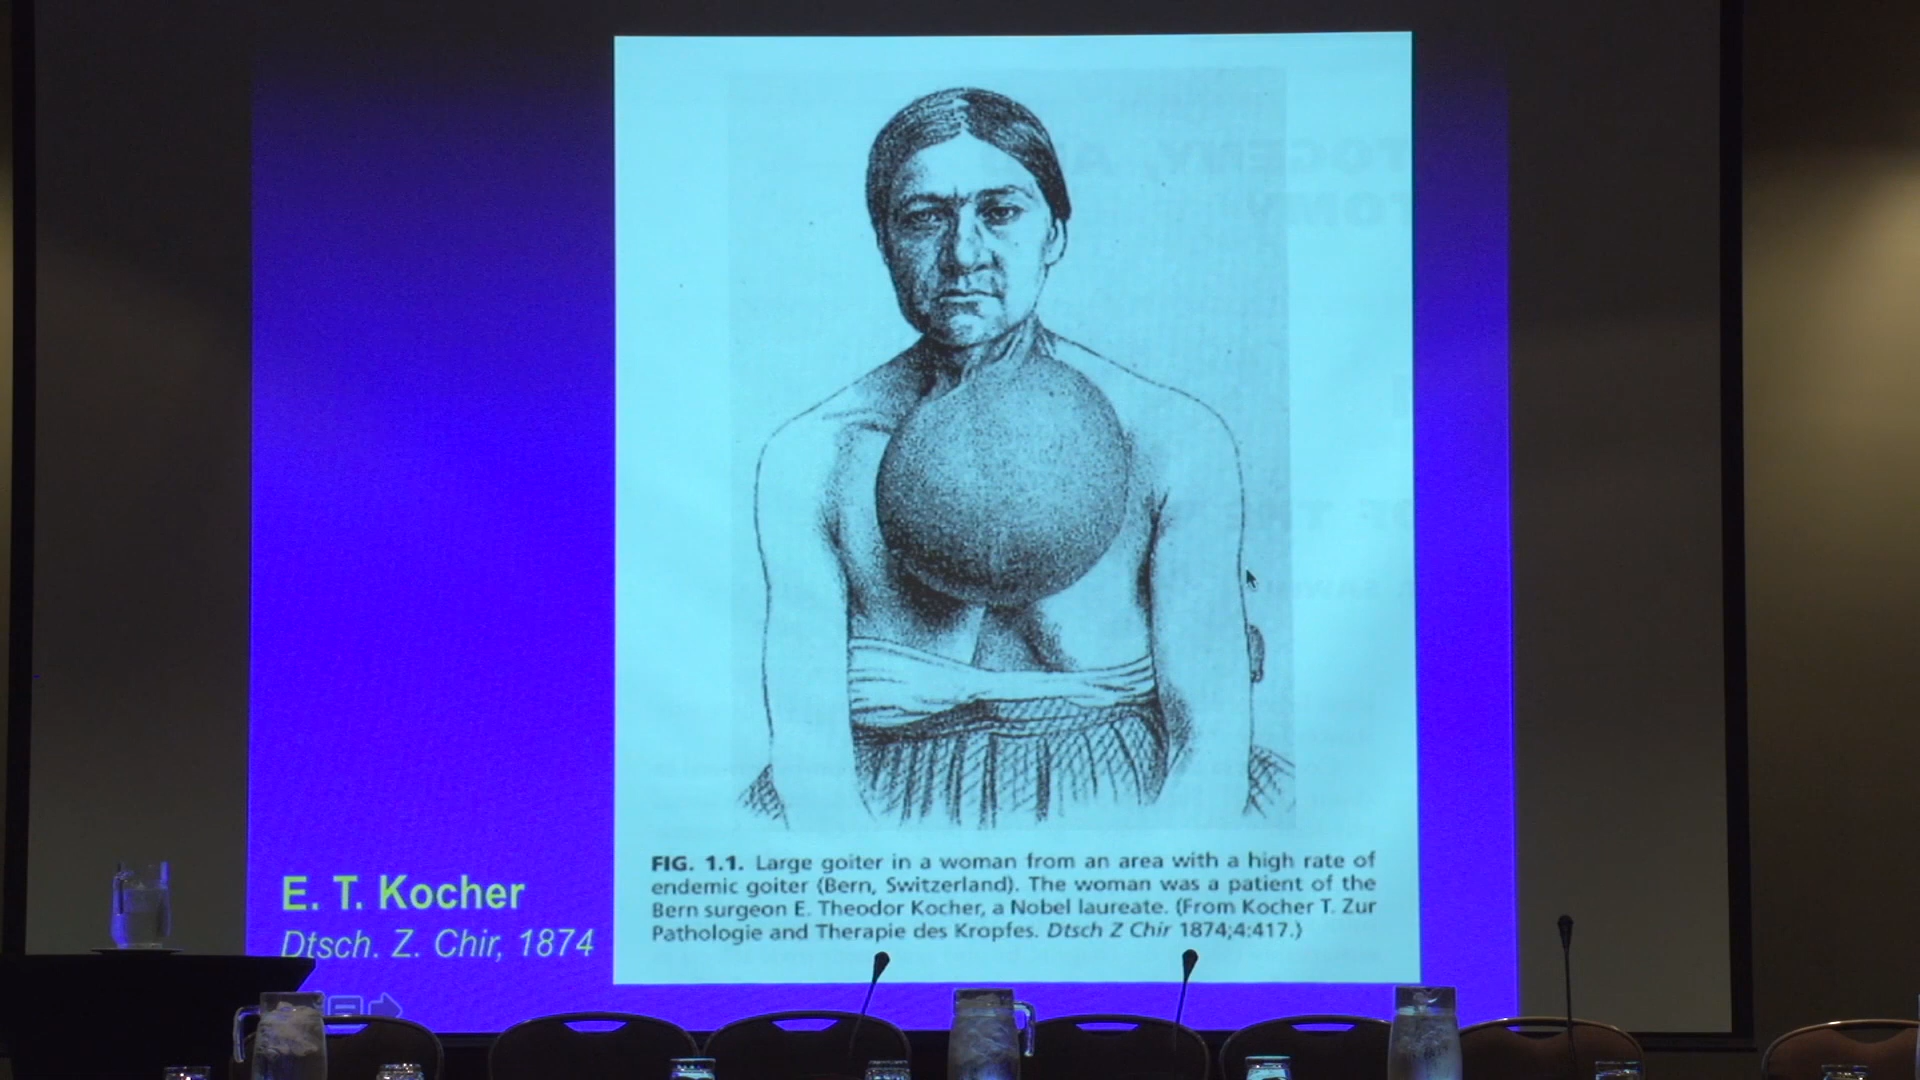 FIG. 1.1. Large goiter in a woman from an area with a high rate of
endemic goiter (Bern, Switzerland). The woman was a patient of the
Bern surgeon E. Theodor Kocher, a Nobel laureate. (From Kocher T. Zur
Pathologie and Therapie des Kropfes. Dtsch Z Chir 1874;4:417.)
E. T. Kocher
Dtsch. Z. Chir, 1874